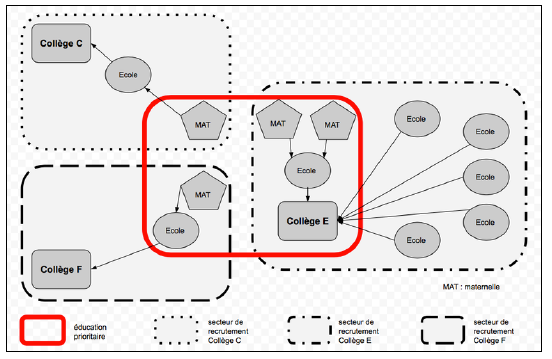 Collège C
Ecole
MAT
MAT
MAT
Ecole
Ecole
Ecole
Collège E
MAT
Ecole
Collège F
Ecole
Ecole
Ecole
Ecole
MAT : maternelle
éducation
prioritaire
secteur de
recrutement
Collège C
secteur de
recrutement
Collège E
secteur de
recrutement
Collège F